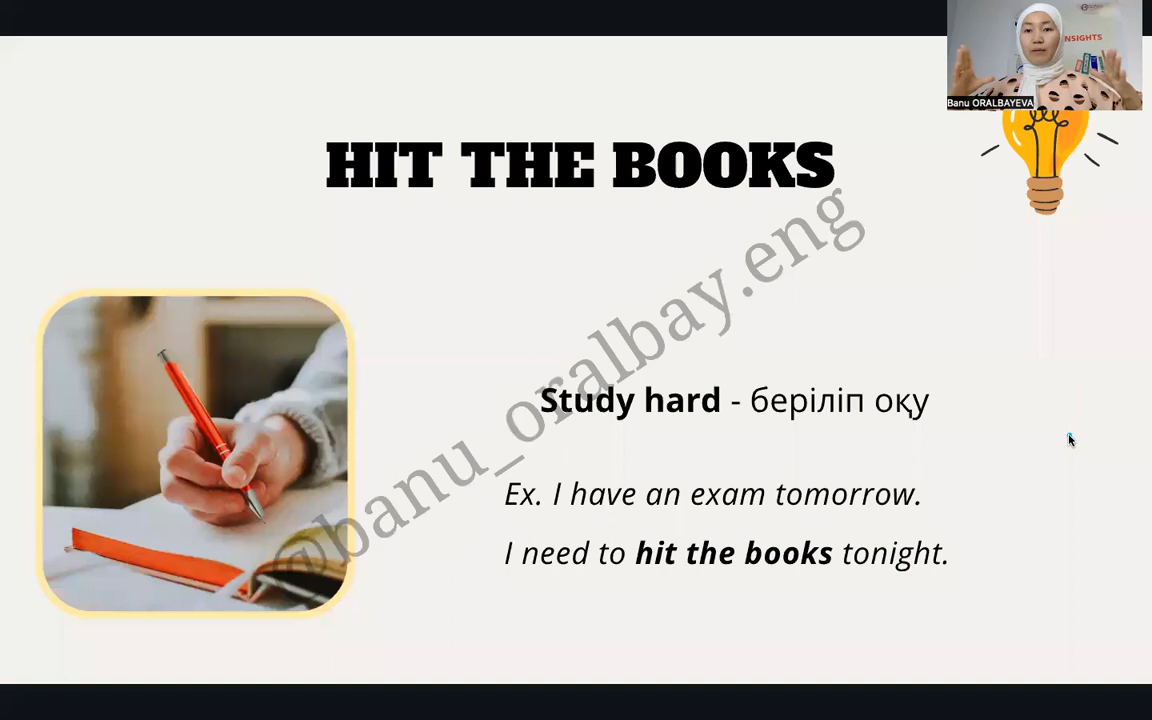 NSIGHTS
Banu ORALBAYEVA
HIT THE BOOKS
@banu_oralbay.eng
Study hard - беріліп оқу
Ex. I have an exam tomorrow.
I need to hit the books tonight.